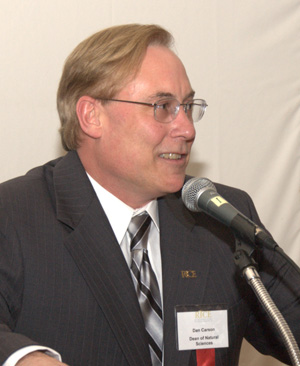 Dan Carson
Dean of Natural
Sciences